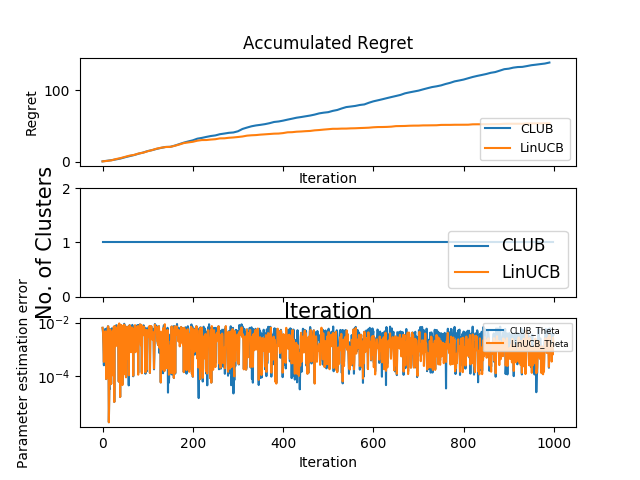 Accumulated Regret
Regret
100
0
CLUB
LinUCB
Iteration
No. of Clusters
2
1
0
CLUB
LinUCB
Iteration
Parameter estimation error
10−2
10−4
CLUB_Theta
LinUCB_Theta
0 200 400 600 800 1000
Iteration